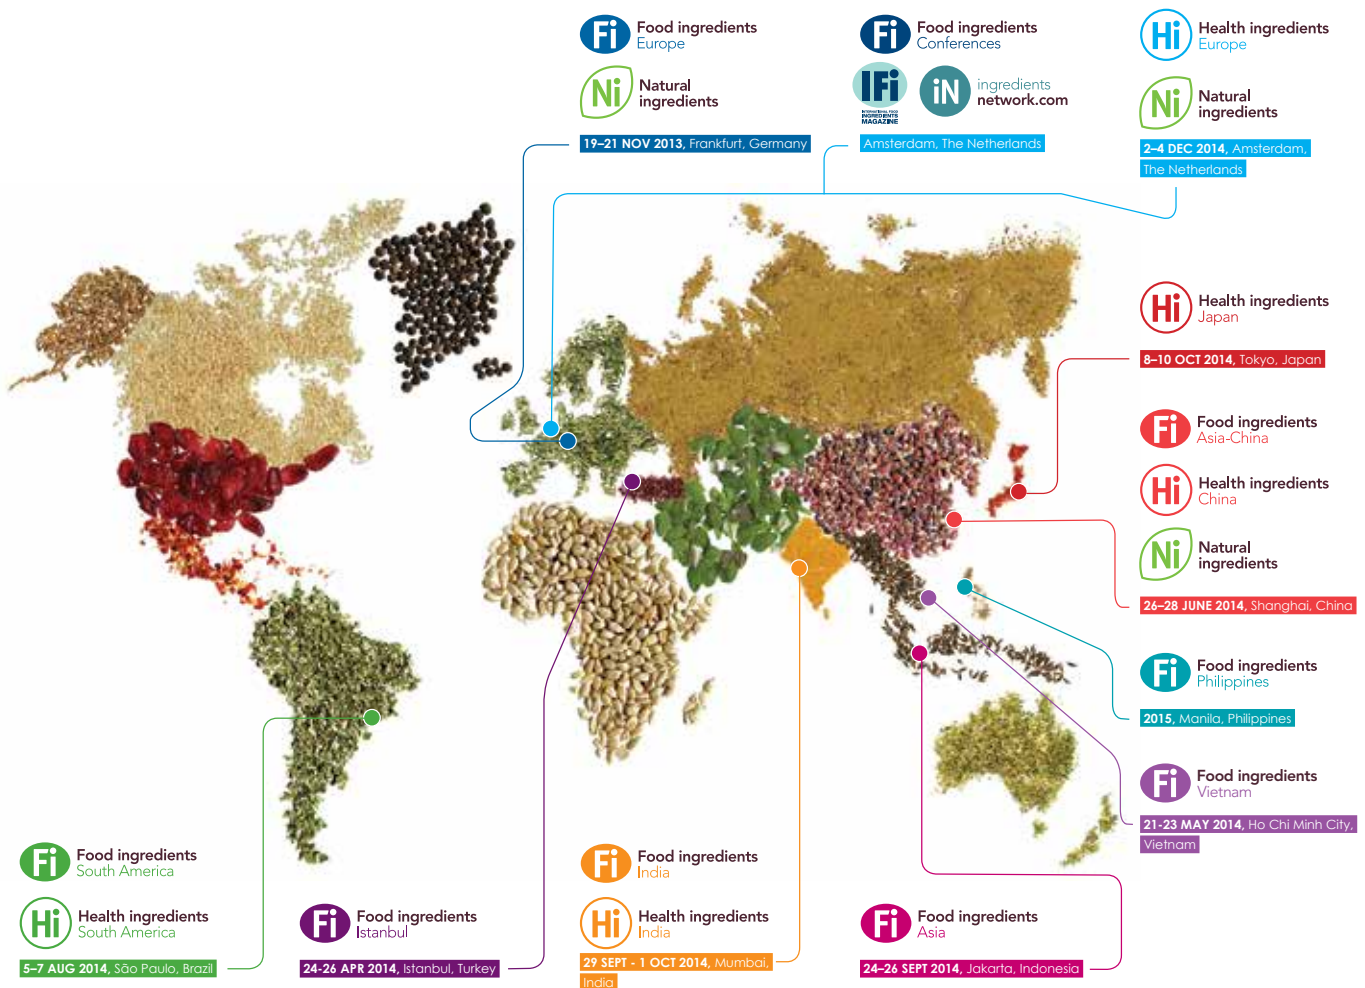 Fi Food ingredients
Europe
Ni Natural
ingredients
19–21 NOV 2013, Frankfurt, Germany
Fi Food ingredients
Conferences
IFi
INTERNATIONAL FOOD
INGREDIENTS
MAGAZINE
iN ingredients
network.com
Amsterdam, The Netherlands
Hi Health ingredients
Europe
Ni Natural
ingredients
2–4 DEC 2014, Amsterdam,
The Netherlands
Hi Health ingredients
Japan
8–10 OCT 2014, Tokyo, Japan
Fi Food ingredients
Asia-China
Hi Health ingredients
China
Ni Natural
ingredients
26–28 JUNE 2014, Shanghai, China
Fi Food ingredients
Philippines
2015, Manila, Philippines
Fi Food ingredients
Vietnam
21-23 MAY 2014, Ho Chi Minh City,
Vietnam
Fi Food ingredients
South America
Hi Health ingredients
South America
5–7 AUG 2014, São Paulo, Brazil
Fi Food ingredients
Istanbul
24-26 APR 2014, Istanbul, Turkey
Fi Food ingredients
India
Hi Health ingredients
India
29 SEPT - 1 OCT 2014, Mumbai,
India
Fi Food ingredients
Asia
24–26 SEPT 2014, Jakarta, Indonesia